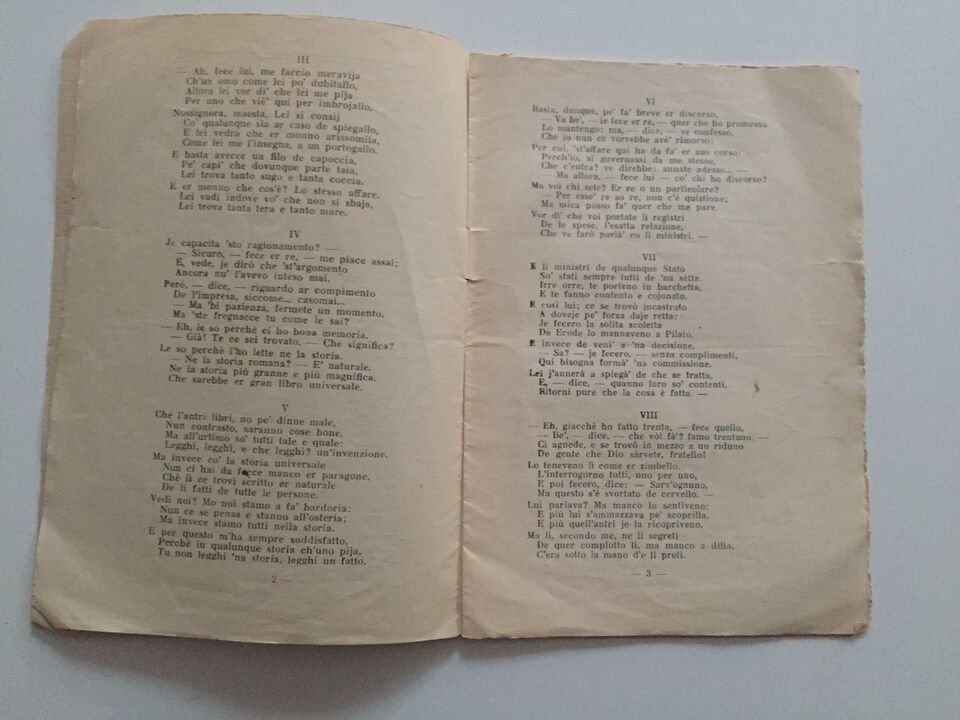 III
— Ah, fece lui, me faccio meravija
Ch'un omo come lei po' dubitallo,
Allora lei vor di' che lei me pija
Per uno che viè' qui per imbrojallo.
Nossignora, maestà. Lei si consij
Co' qualunque sia ar caso de spiegallo,
E lei vedrà che er monno arissomija,
Come lei me l'insegna, a un portogallo.
E basta avecce un filo de capoccia,
Pe' capi' che dovunque parte taia,
Lei trova tanto sugo e tanta coccia.
E er monno che cos'è? Lo stesso affare.
Lei vadi indove vo' che non si sbaja,
Lei trova tanta tera e tanto mare.
IV
Je capacita 'sto ragionamento? —
— Sicuro, — fece er re, — me piace assai;
E, vede, je dirò che 'st'argomento
Ancora nu' l'avevo inteso mai.
Però, — dice, — riguardo ar compimento
De l'impresa, siccome... casomai...
— Ma 'bi pazienza, fermete un momento,
Ma 'ste fregnacce tu come le sai?
— Eh, ie so perchè ci ho bona memoria.
— Già! Te ce sei trovato. — Che significa?
Le so perchè l'ho lette ne la storia.
— Ne la storia romana? — E' naturale.
Ne la storia più granne e più magnifica.
Che sarebbe er gran libro universale.
V
Chè l'antri libri, no pe' dinne male,
Nun contrasto, saranno cose bone,
Ma all'urtimo so' tutti tale e quale:
Legghi, legghi, e che legghi? un'invenzione.
Ma invece co' la storia universale
Nun ci hai da facce manco er paragone,
Chè lì ce trovi scritto er naturale
De li fatti de tutte le persone.
Vedi noi? Mo noi stamo a fa' bardoria:
Nun ce se pensa e stanno all'osteria;
Ma invece stamo tutti nella storia.
E per questo m'ha sempre soddisfatto,
Perchè in qualunque storia ch'uno pija,
Tu non legghi 'na storia, legghi un fatto.
2 —
VI
Basta, dunque, pe' fa' breve er discorso,
— Va be', — je fece er re, — quer che ho promesso
Lo mantengo: ma, — dice, — ve confesso,
Che io nun ce vorrebbe avé' rimorso;
Per cui, 'st'affare qui ha da fa' er suo corso;
Perch'io, si guvernassi da me stesso,
Che c'entra? ve direbbe: annate adesso... —
— Ma allora, — fece lui — co' chi ho discorso?
Ma voi chi sete? Er re o un particolare?
— Per esse' re so re, non c'è quistione;
Ma mica posso fa' quer che me pare.
Vor di' che voi portate li registri
De le spese, l'esatta relazione,
Che ve farò parlà' co li ministri. —
VII
E li ministri de qualunque Stato
So' stati sempre tutti de 'na sètta.
Irre orre, te porteno in barchetta,
E te fanno contento e cojonato.
E così lui; ce se trovò incastrato
A doveje pe' forza daje retta:
Je fecero la solita scoletta
Da Erode lo mannaveno a Pilato.
E invece de veni' a 'na decisione,
— Sa? — je fecero, — senza complimenti,
Qui bisogna formà' 'na commissione.
Lei j'annerà a spiegà' de che se tratta,
E, — dice, — quanno loro so' contenti,
Ritorni pure che la cosa è fatta. —
VIII
— Eh, giacchè ho fatto trenta, — fece quello,
— Be', — dice, — che voi fà'? famo trentuno. —
Ci agnede, e se trovò in mezzo a un riduno
De gente che Dio sàrvete, fratello!
Lo teneveno lì come er zimbello.
L'interrogorno tutti, uno per uno,
E poi fecero, dice: — Sarv'ognuno,
Ma questo s'è svortato de cervello. —
Lui parlava? Ma manco lo sentiveno:
E più lui s'ammazzava pe' scoprilla,
E più quell'antri je la ricopriveno.
Ma lì, secondo me, ne li segreti
De quer complotto lì, ma manco a dilla,
C'era sotto la mano d'e li preti.
— 3 —